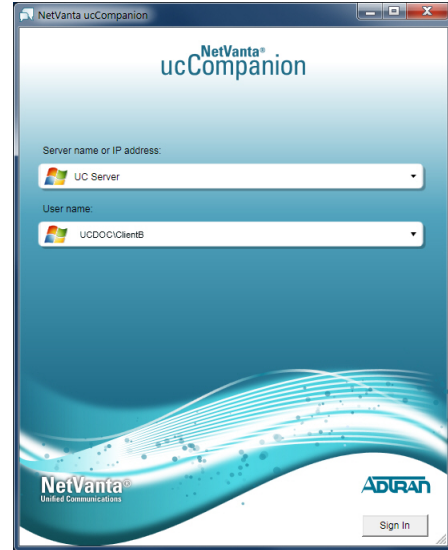 NetVanta ucCompanion
NetVanta®
ucCompanion
Server name or IP address:
UC Server
User name:
UCDOC\ClientB
NetVanta®
Unified Communications
ADTRAN
Sign In